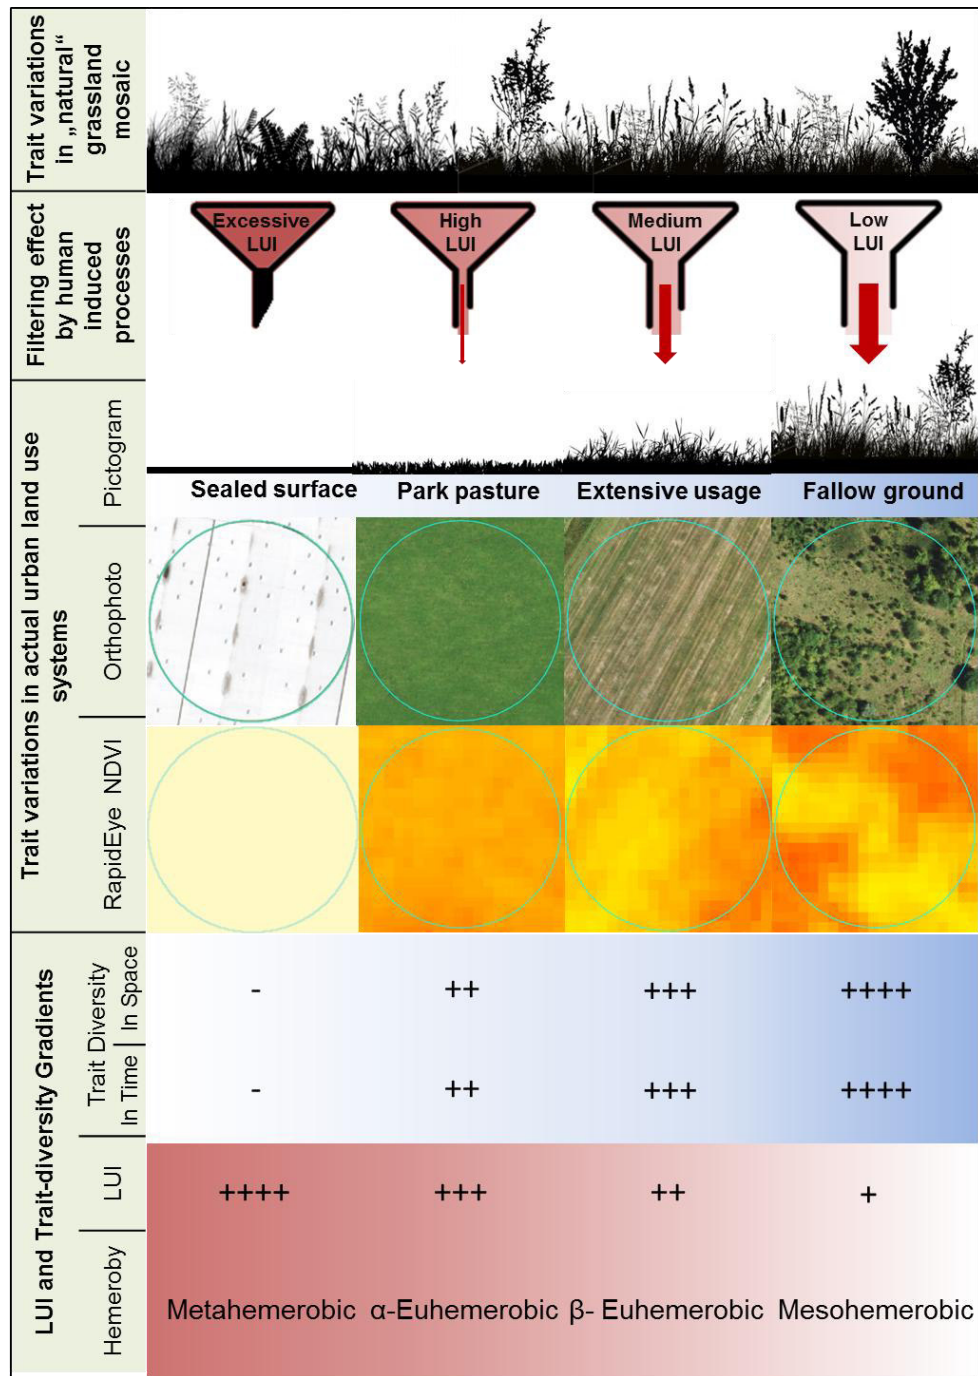 Trait variations
in „natural“
grassland
mosaic
Filtering effect
by human
induced
processes
Excessive
LUI
High
LUI
Medium
LUI
Low
LUI
Trait variations in actual urban land use
systems
Pictogram
Sealed surface
Park pasture
Extensive usage
Fallow ground
Orthophoto
RapidEye NDVI
LUI and Trait-diversity Gradients
Trait Diversity
In Space
- ++ +++ ++++
In Time
- ++ +++ ++++
LUI
++++ +++ ++ +
Hemeroby
Metahemerobic α-Euhemerobic β- Euhemerobic Mesohemerobic